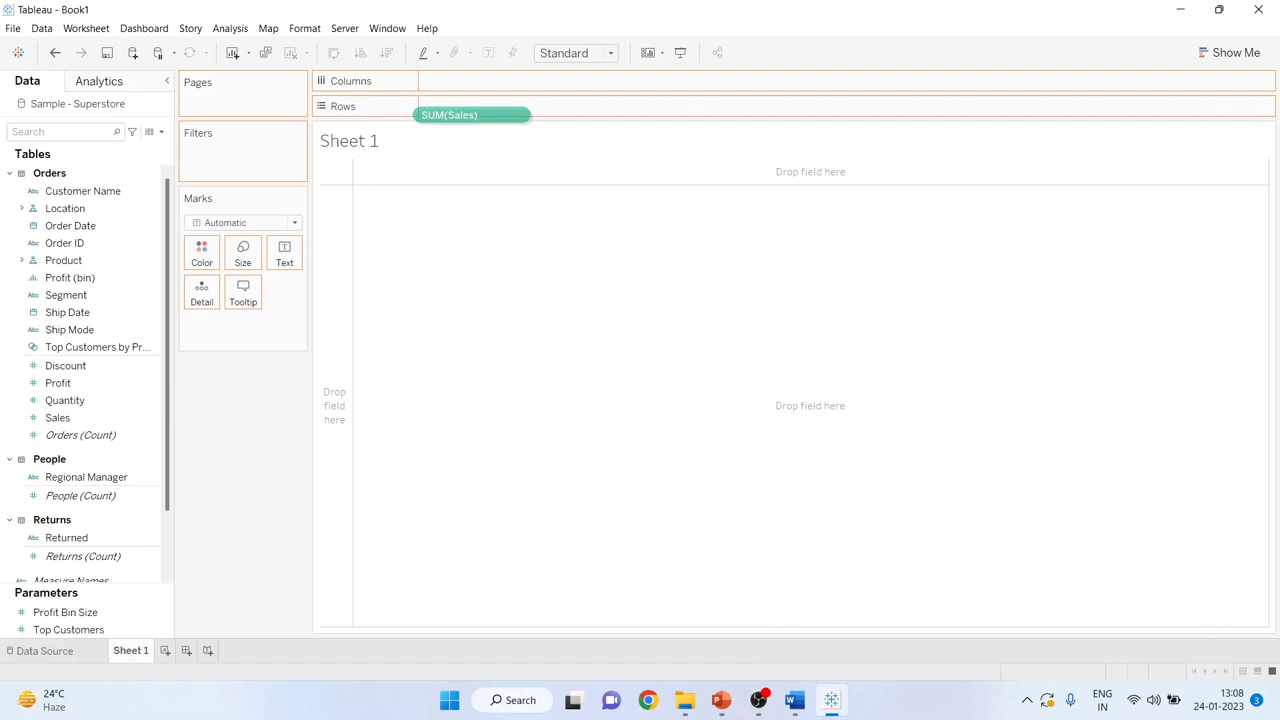 Tableau - Book1
File Data Worksheet Dashboard Story Analysis Map Format Server Window Help
Standard
Show Me
Data Analytics
Sample - Superstore
Search
Tables
Orders
Customer Name
Location
Order Date
Order ID
Product
Profit (bin)
Segment
Ship Date
Ship Mode
Top Customers by Pr...
Discount
Profit
Quantity
Sales
Orders (Count)
People
Regional Manager
People (Count)
Returns
Returned
Returns (Count)
Measure Names
Parameters
Profit Bin Size
Top Customers
Pages
Filters
Marks
Automatic
Color Size Text
Detail Tooltip
Columns
Rows
SUM(Sales)
Sheet 1
Drop field here
Drop
field
here
Drop field here
Data Source Sheet 1
24°C
Haze
Search
ENG
IN
13:08
24-01-2023
3